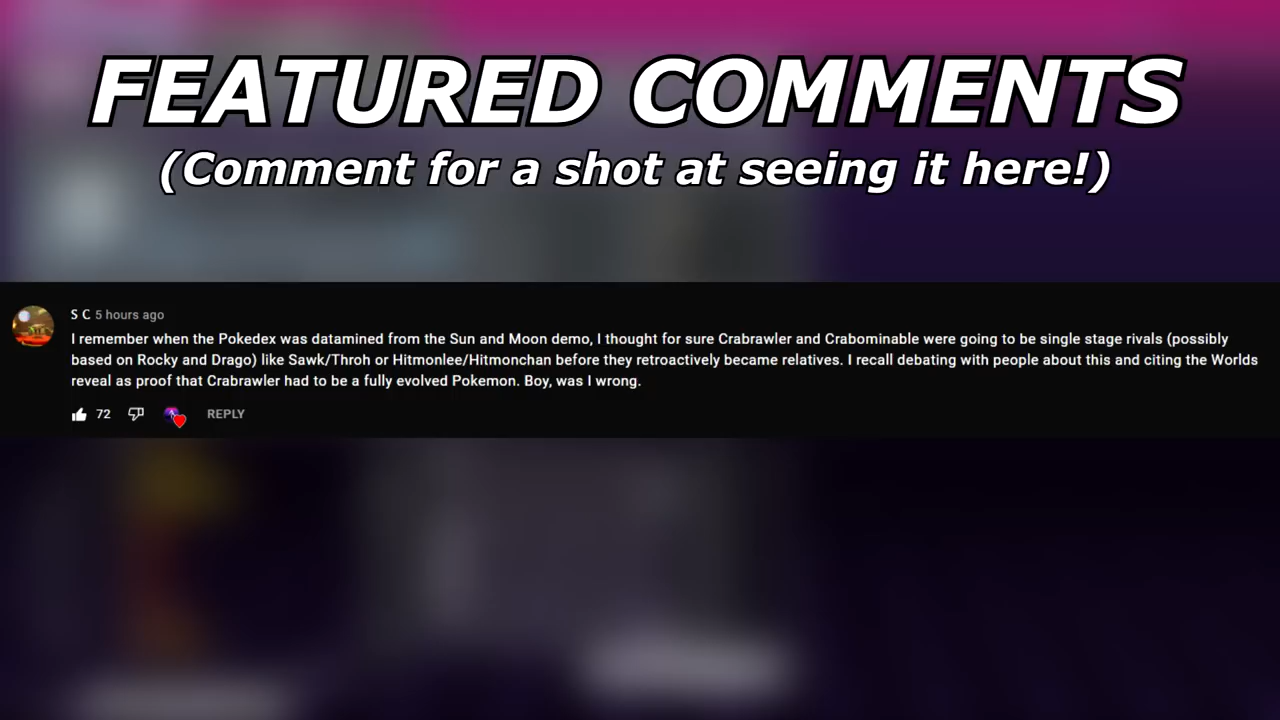 FEATURED COMMENTS
(Comment for a shot at seeing it here!)
S C 5 hours ago
I remember when the Pokedex was datamined from the Sun and Moon demo, I thought for sure Crabrawler and Crabominable were going to be single stage rivals (possibly
based on Rocky and Drago) like Sawk/Throh or Hitmonlee/Hitmonchan before they retroactively became relatives. I recall debating with people about this and citing the Worlds
reveal as proof that Crabrawler had to be a fully evolved Pokemon. Boy, was I wrong.
72 REPLY